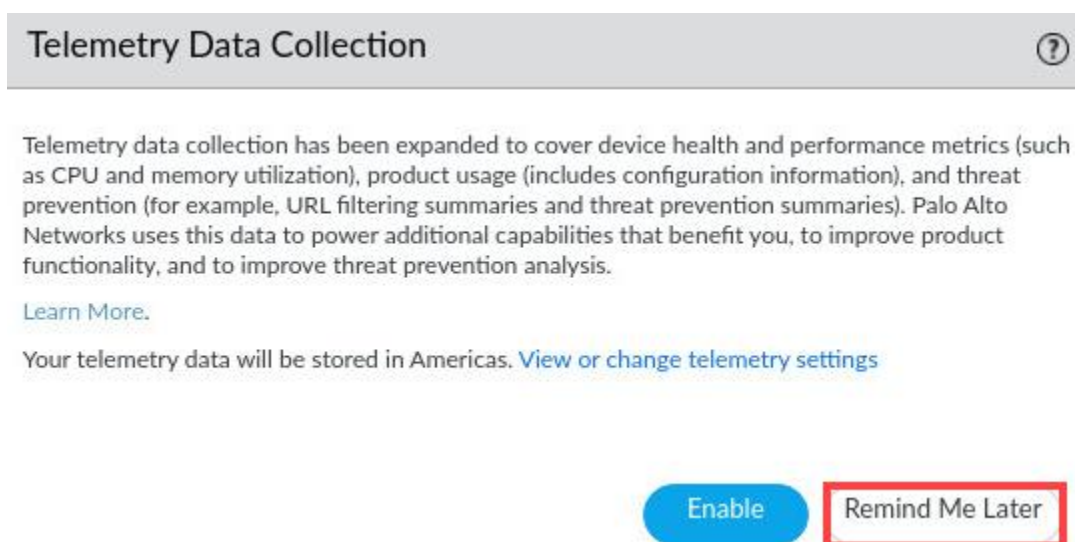 Telemetry Data Collection
?
Telemetry data collection has been expanded to cover device health and performance metrics (such
as CPU and memory utilization), product usage (includes configuration information), and threat
prevention (for example, URL filtering summaries and threat prevention summaries). Palo Alto
Networks uses this data to power additional capabilities that benefit you, to improve product
functionality, and to improve threat prevention analysis.
Learn More.
Your telemetry data will be stored in Americas. View or change telemetry settings
Enable Remind Me Later